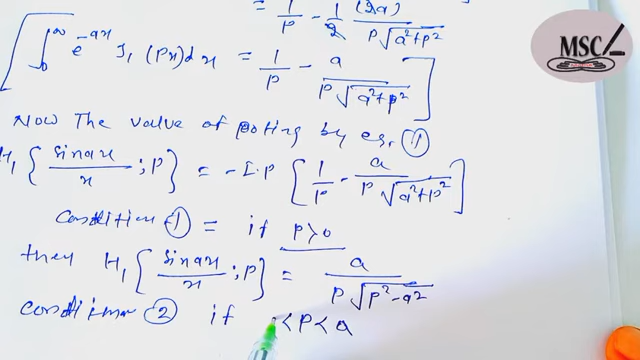 = 1/p - 1/2 (2a)/(p√(a²+p²))
[∫₀^∞ e^(-ax) J₁ (px) dx = 1/p - a/(p√(a²+p²))]
Now The value of poting by eq. ①
H₁ {sin ax/x ; P} = -I.P [1/p - a/(p√(a²+p²))]
Condition-① = if p>0
then H₁ {sin ax/x ; P} = a/(p√(p²-a²))
condition-② if <p<a
MSC